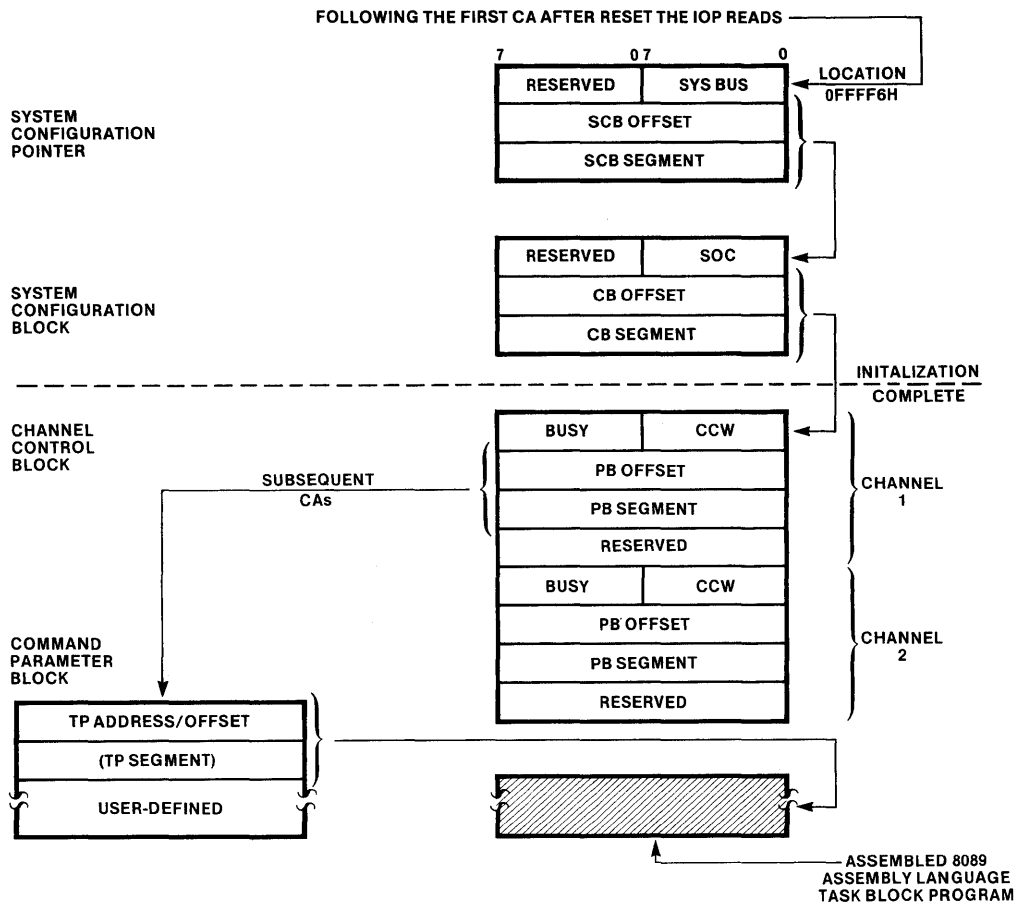 FOLLOWING THE FIRST CA AFTER RESET THE IOP READS
7 0 7 0
RESERVED SYS BUS
LOCATION
0FFFF6H
SYSTEM
CONFIGURATION
POINTER
SCB OFFSET
SCB SEGMENT
RESERVED SOC
SYSTEM
CONFIGURATION
BLOCK
CB OFFSET
CB SEGMENT
INITALIZATION
COMPLETE
CHANNEL
CONTROL
BLOCK
BUSY CCW
PB OFFSET
PB SEGMENT
RESERVED
CHANNEL
1
SUBSEQUENT
CAs
BUSY CCW
PB OFFSET
PB SEGMENT
RESERVED
CHANNEL
2
COMMAND
PARAMETER
BLOCK
TP ADDRESS/OFFSET
(TP SEGMENT)
USER-DEFINED
ASSEMBLED 8089
ASSEMBLY LANGUAGE
TASK BLOCK PROGRAM